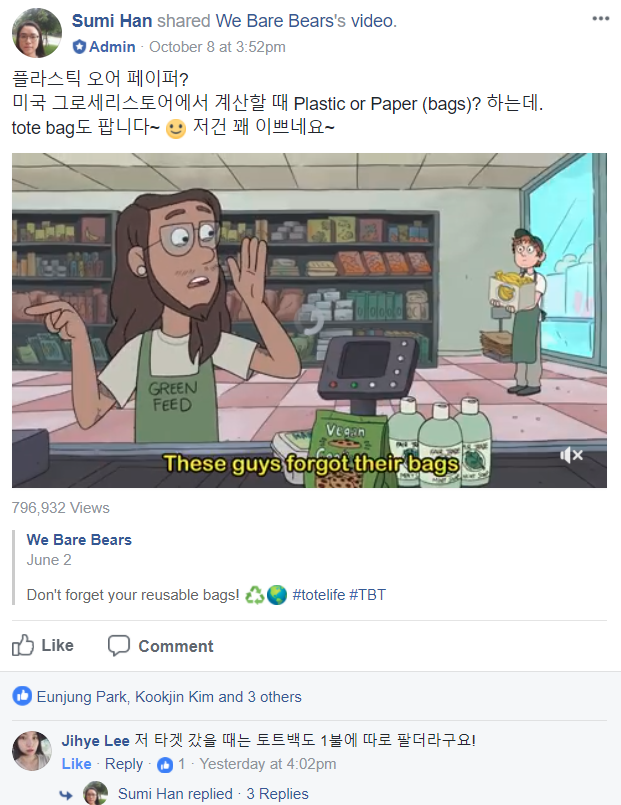 Sumi Han shared We Bare Bears's video.
Admin · October 8 at 3:52pm
플라스틱 오어 페이퍼?
미국 그로세리스토어에서 계산할 때 Plastic or Paper (bags)? 하는데.
tote bag도 팝니다~ 🙂 저건 꽤 이쁘네요~
GREEN
FEED
Vegan
These guys forgot their bags
796,932 Views
We Bare Bears
June 2
Don't forget your reusable bags! ♻🌏 #totelife #TBT
Like Comment
Eunjung Park, Kookjin Kim and 3 others
Jihye Lee 저 타겟 갔을 때는 토트백도 1불에 따로 팔더라구요!
Like · Reply · 1 · Yesterday at 4:02pm
Sumi Han replied · 3 Replies